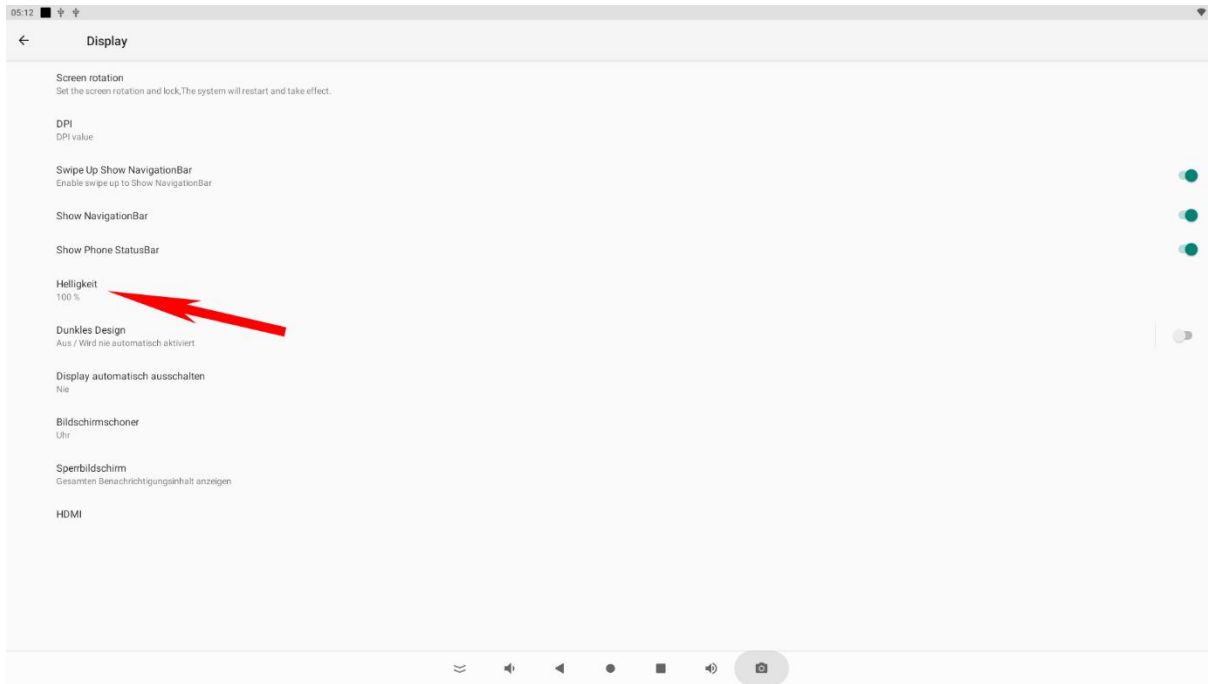 05:12
Display
Screen rotation
Set the screen rotation and lock,The system will restart and take effect.
DPI
DPI value
Swipe Up Show NavigationBar
Enable swipe up to Show NavigationBar
Show NavigationBar
Show Phone StatusBar
Helligkeit
100 %
Dunkles Design
Aus / Wird nie automatisch aktiviert
Display automatisch ausschalten
Nie
Bildschirmschoner
Uhr
Sperrbildschirm
Gesamten Benachrichtigungsinhalt anzeigen
HDMI